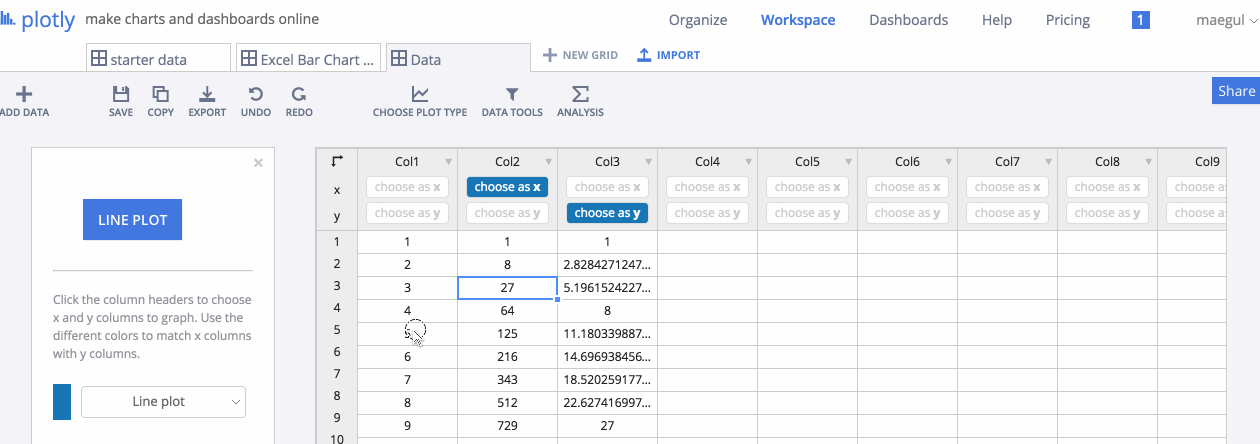 plotly make charts and dashboards online Organize Workspace Dashboards Help Pricing 1 maegul
starter data Excel Bar Chart ... Data NEW GRID IMPORT
ADD DATA SAVE COPY EXPORT UNDO REDO CHOOSE PLOT TYPE DATA TOOLS ANALYSIS Share
LINE PLOT
Click the column headers to choose
x and y columns to graph. Use the
different colors to match x columns
with y columns.
Line plot
Col1 Col2 Col3 Col4 Col5 Col6 Col7 Col8 Col9
x choose as x choose as x choose as x choose as x choose as x choose as x choose as x choose as x choose as
y choose as y choose as y choose as y choose as y choose as y choose as y choose as y choose as y choose as
1 1 1 1
2 2 8 2.8284271247...
3 3 27 5.1961524227...
4 4 64 8
5 5 125 11.180339887...
6 6 216 14.696938456...
7 7 343 18.520259177...
8 8 512 22.627416997...
9 9 729 27
10